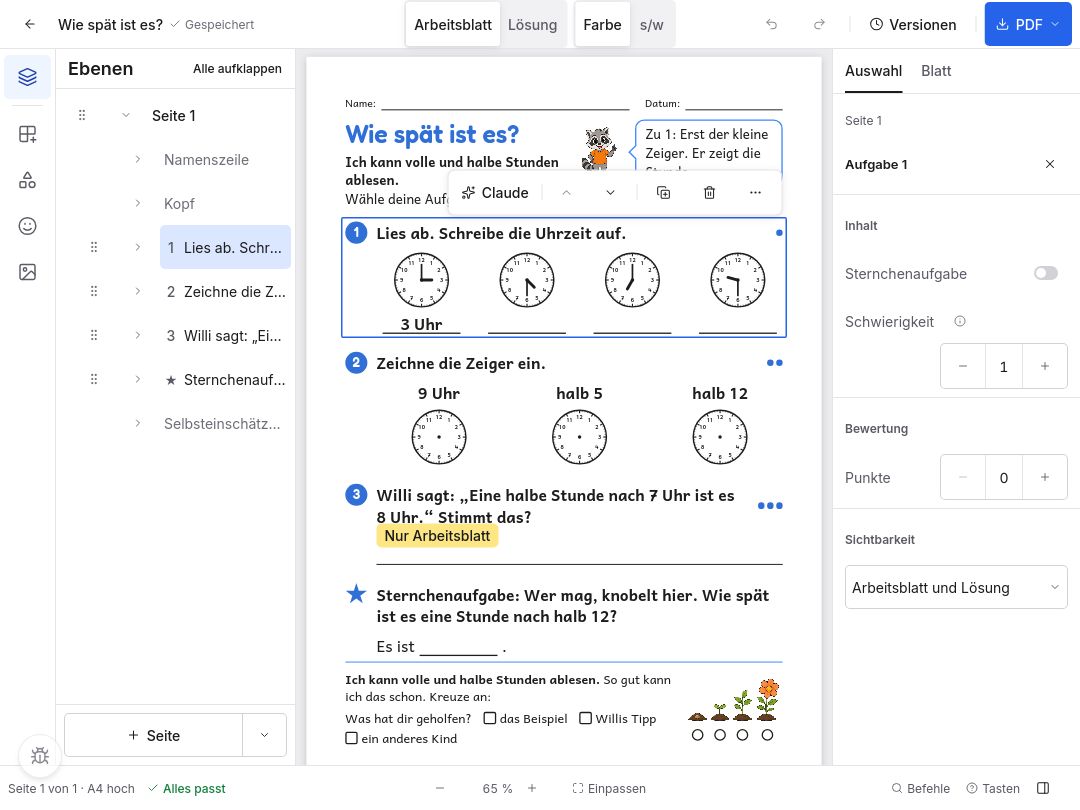 Wie spät ist es?
Gespeichert
Arbeitsblatt
Lösung
Farbe
s/w
Versionen
PDF
Ebenen
Alle aufklappen
Seite 1
Namenszeile
Kopf
1 Lies ab. Schr...
2 Zeichne die Z...
3 Willi sagt: „Ei...
★ Sternchenauf...
Selbsteinschätz...
+ Seite
Name:
Datum:
Wie spät ist es?
Ich kann volle und halbe Stunden
ablesen.
Wähle deine Auf
Zu 1: Erst der kleine
Zeiger. Er zeigt die
Claude
1 Lies ab. Schreibe die Uhrzeit auf.
3 Uhr
2 Zeichne die Zeiger ein.
9 Uhr
halb 5
halb 12
3 Willi sagt: „Eine halbe Stunde nach 7 Uhr ist es
8 Uhr.“ Stimmt das?
Nur Arbeitsblatt
Sternchenaufgabe: Wer mag, knobelt hier. Wie spät
ist es eine Stunde nach halb 12?
Es ist .
Ich kann volle und halbe Stunden ablesen. So gut kann
ich das schon. Kreuze an:
Was hat dir geholfen? das Beispiel Willis Tipp
ein anderes Kind
Auswahl
Blatt
Seite 1
Aufgabe 1
Inhalt
Sternchenaufgabe
Schwierigkeit
1
Bewertung
Punkte
0
Sichtbarkeit
Arbeitsblatt und Lösung
Seite 1 von 1 · A4 hoch
Alles passt
65 %
Einpassen
Befehle
Tasten